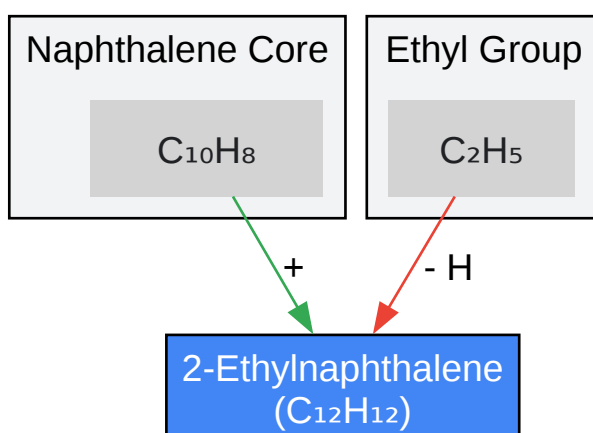 Naphthalene Core
Ethyl Group
C₁₀H₈
C₂H₅
+
- H
2-Ethylnaphthalene
(C₁₂H₁₂)